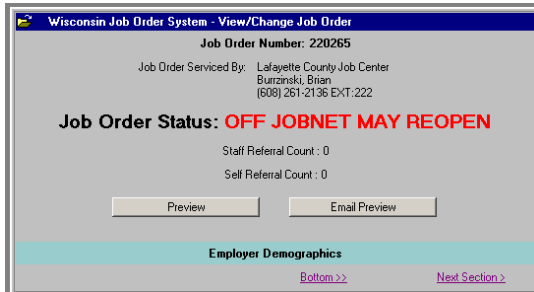 Wisconsin Job Order System - View/Change Job Order
Job Order Number: 220265
Job Order Serviced By: Lafayette County Job Center
Burrzinski, Brian
(608) 261-2136 EXT:222
Job Order Status: OFF JOBNET MAY REOPEN
Staff Referral Count : 0
Self Referral Count : 0
Preview Email Preview
Employer Demographics
Bottom >> Next Section >